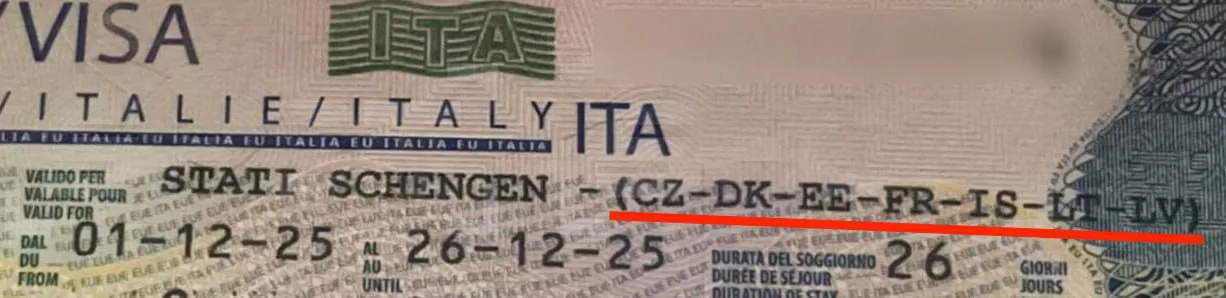 /VISA
ITA
/ITALIE/ITALY ITA
ITALIA EU ITALIA EU ITALIA EU ITALIA EU ITALIA EU ITALIA
VALIDO PER
VALABLE POUR
VALID FOR
STATI SCHENGEN -(CZ-DK-EE-FR-IS-LT-LV)
DAL
DU
FROM
01-12-25
AL
AU
UNTIL
26-12-25
DURATA DEL SOGGIORNO
DURÉE DE SÉJOUR
DURATION OF STAY
26
GIORNI
JOURS